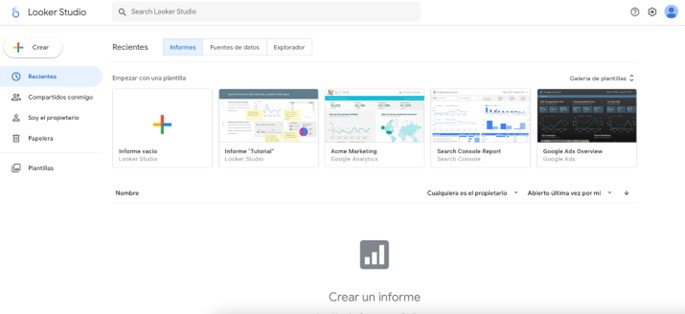 Looker Studio
Search Looker Studio
Crear
Recientes
Compartidos conmigo
Soy el propietario
Papelera
Plantillas
Recientes
Informes
Fuentes de datos
Explorador
Empezar con una plantilla
Galería de plantillas
Informe vacío
Looker Studio
Informe "Tutorial"
Looker Studio
Acme Marketing
Google Analytics
Search Console Report
Search Console
Google Ads Overview
Google Ads
Nombre
Cualquiera es el propietario
Abierto última vez por mí
Crear un informe